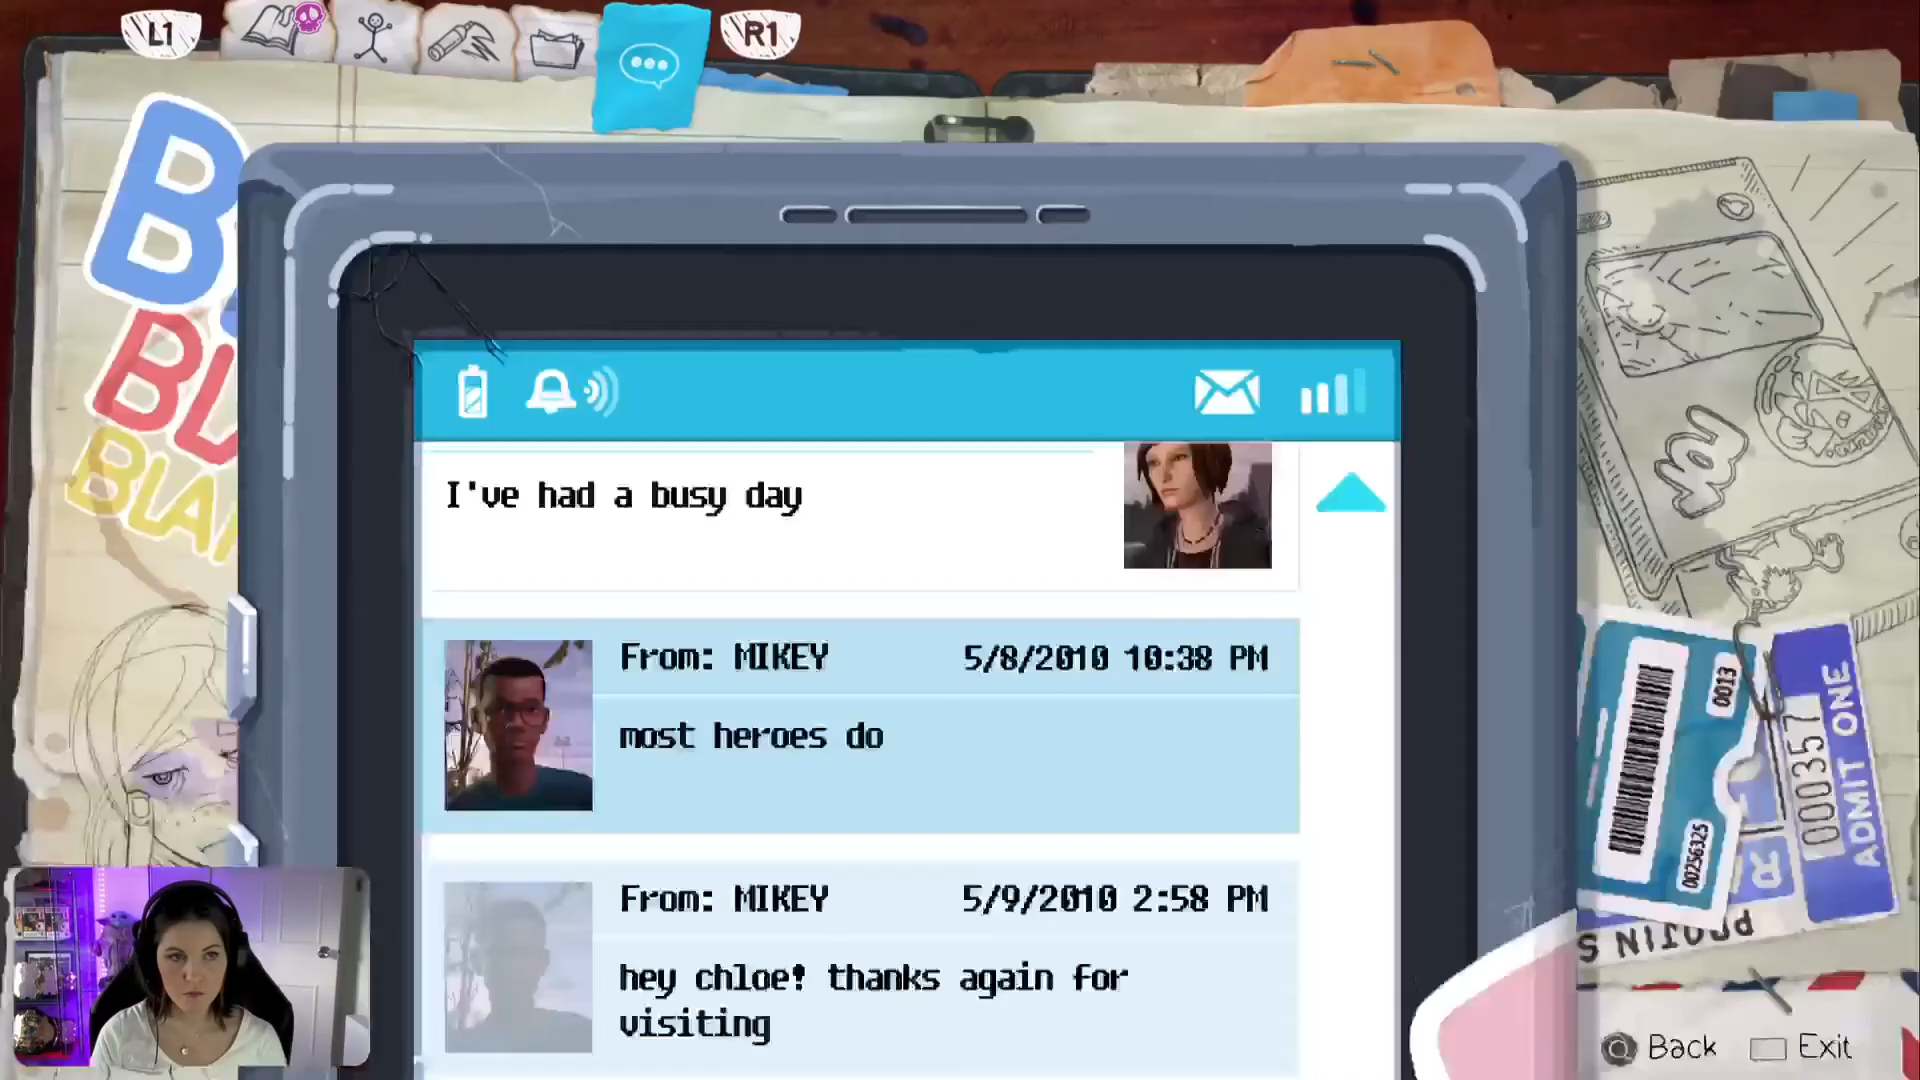 L1
R1
I've had a busy day
From: MIKEY 5/8/2010 10:38 PM
most heroes do
From: MIKEY 5/9/2010 2:58 PM
hey chloe! thanks again for
visiting
0013
00256325
000357
ADMIT ONE
Back
Exit